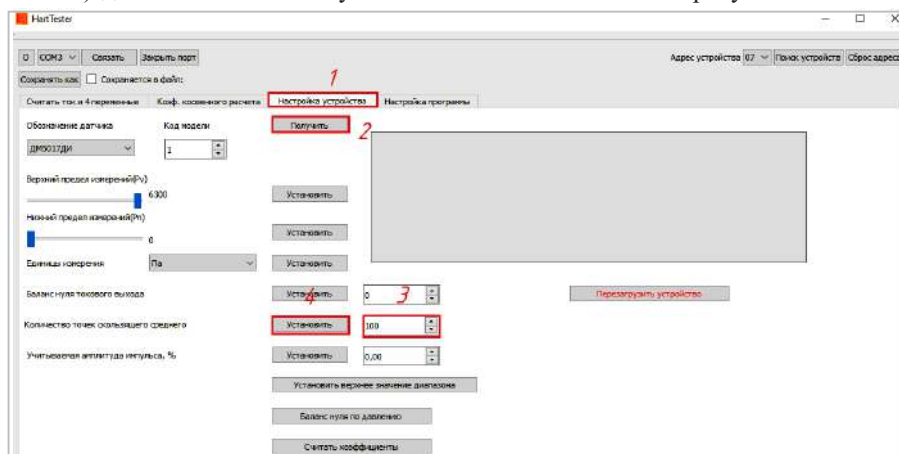 HartTester
1
0 COM3 Связать Закрыть порт Адрес устройства 07 Поиск устройств Сброс адреса
Сохранять как Сохраняется в файл:
Считать ток и 4 переменные Коэф. косвенного расчета Настройка устройства Настройка программы
Обозначение датчика Код модели Получить 2
ДМ5017ДИ 1
Верхний предел измерений(Pv)
6300 Установить
Нижний предел измерений(Pn)
0 Установить
Единицы измерения Па Установить
Баланс нуля токового выхода Установить 0 3 Перезагрузить устройство
4
Количество точек скользящего среднего Установить 100
Учитываемая амплитуда импульса, % Установить 0,00
Установить верхнее значение диапазона
Баланс нуля по давлению
Считать коэффициенты